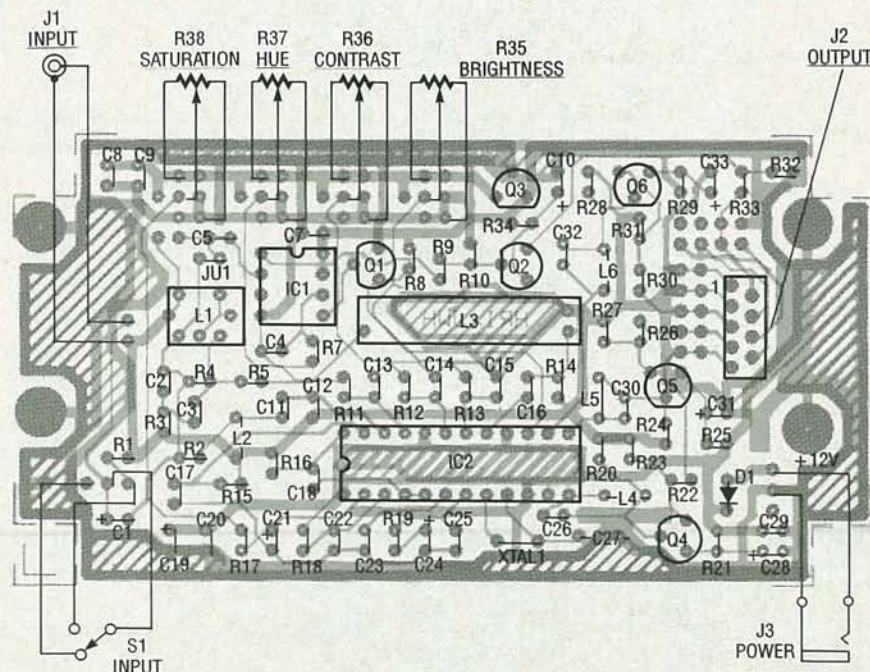 J1
INPUT
R38
SATURATION
R37
HUE
R36
CONTRAST
R35
BRIGHTNESS
J2
OUTPUT
C8
C9
Q3
C10
+
R28
Q6
R29
C33
+
R33
R32
R34
C5
JU1
C7
IC1
Q1
R8
R9
R10
Q2
C32
L6
R31
R30
1
L1
L3
R27
R26
C4
R7
C2
R4
R5
C12
C13
C14
C15
R14
Q5
R3
C3
C11
R11
R12
R13
C16
L5
C30
+
C31
R24
R25
R1
R2
L2
R16
IC2
R20
R23
+12V
C17
R15
C18
L4
R22
D1
+
C1
+
C19
C20
R17
+
C21
R18
C22
C23
R19
+
C24
C25
XTAL1
C26
C27
Q4
R21
C29
+
C28
S1
INPUT
J3
POWER